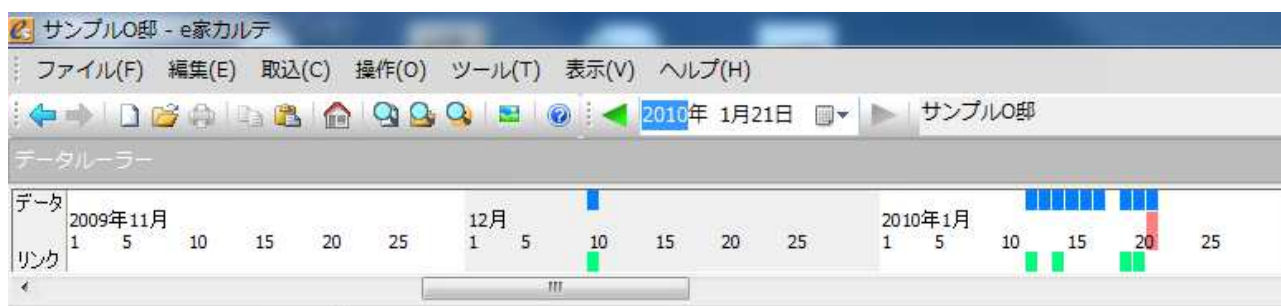 サンプルO邸 - e家カルテ
ファイル(F) 編集(E) 取込(C) 操作(O) ツール(T) 表示(V) ヘルプ(H)
2010年 1月21日 サンプルO邸
データルーラー
データ
2009年11月 12月 2010年1月
1 5 10 15 20 25 1 5 10 15 20 25 1 5 10 15 20 25
リンク